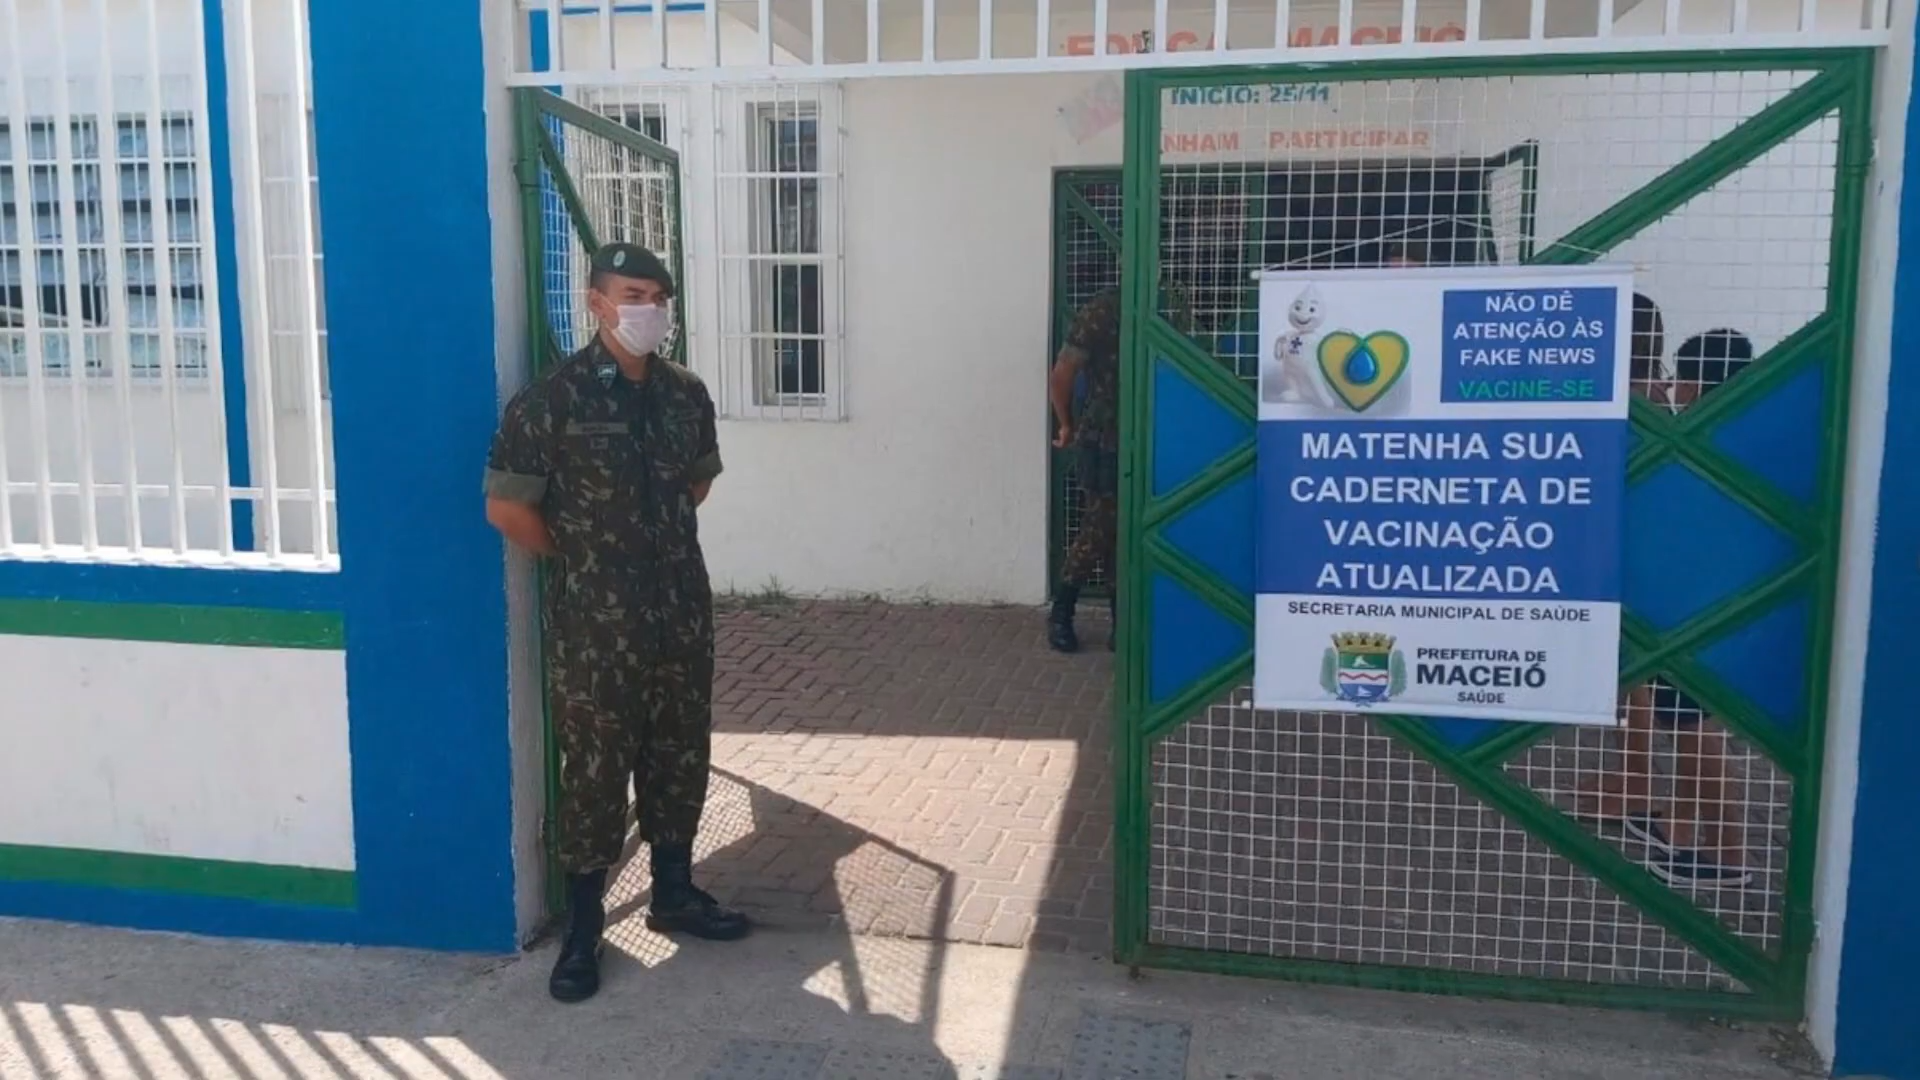 INÍCIO: 25/11
PARTICIPAR
NÃO DÊ
ATENÇÃO ÀS
FAKE NEWS
VACINE-SE
MATENHA SUA
CADERNETA DE
VACINAÇÃO
ATUALIZADA
SECRETARIA MUNICIPAL DE SAÚDE
PREFEITURA DE
MACEIÓ
SAÚDE